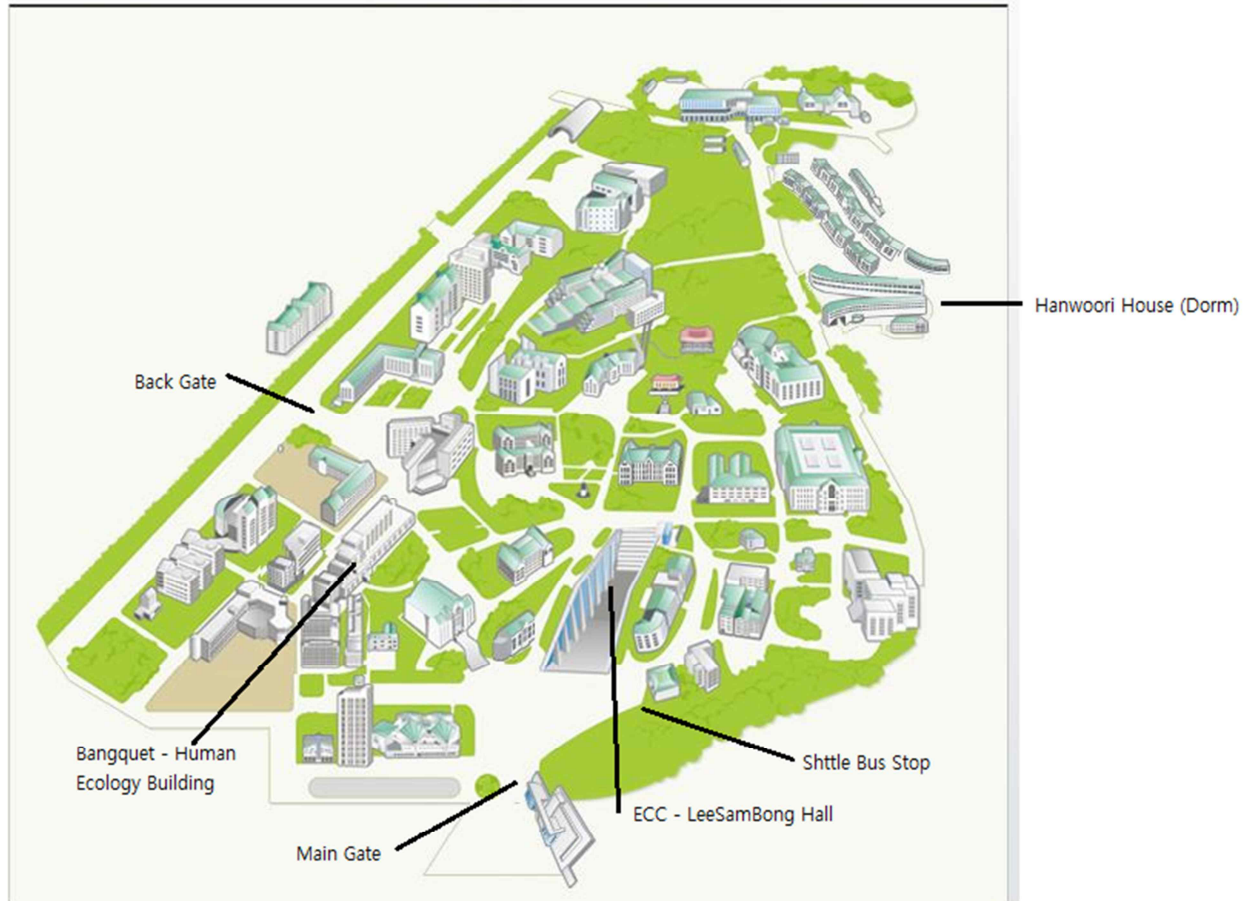 Hanwoori House (Dorm)
Back Gate
Bangquet - Human
Ecology Building
Shttle Bus Stop
ECC - LeeSamBong Hall
Main Gate